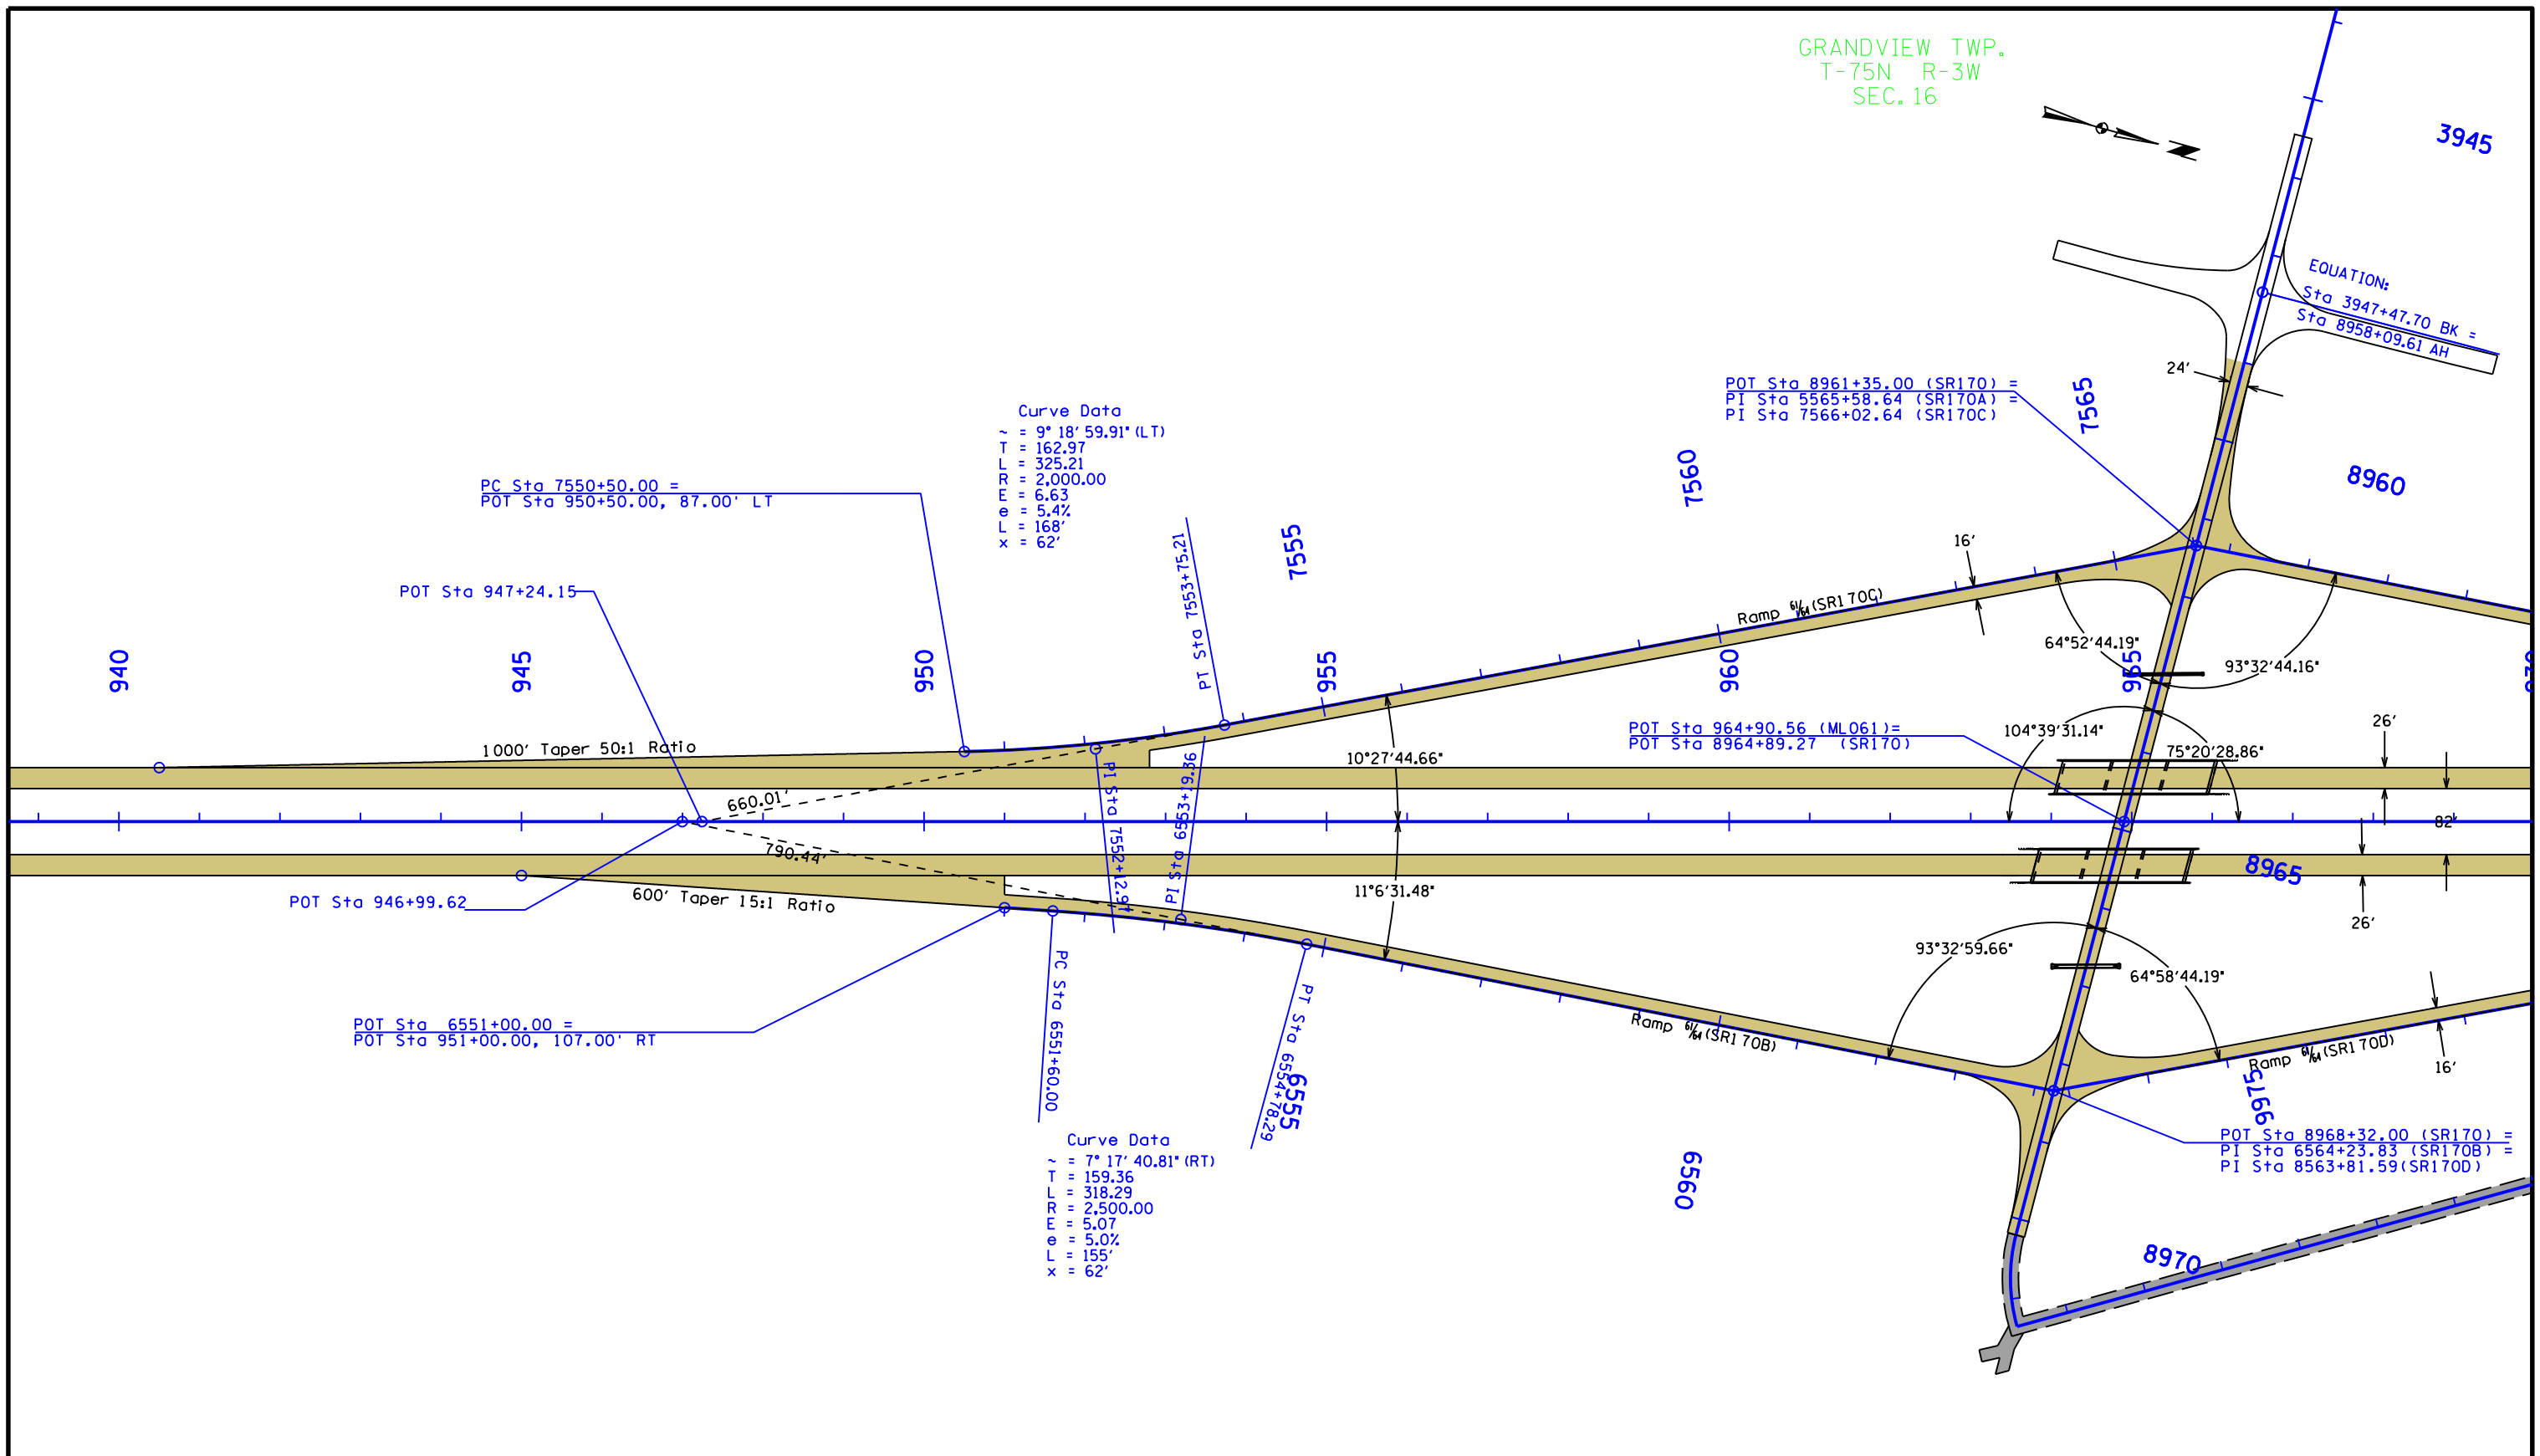 GRANDVIEW TWP.
T-75N R-3W
SEC. 16
N
3945
EQUATION:
Sta 3947+47.70 BK =
Sta 8958+09.61 AH
24'
POT Sta 8961+35.00 (SR170) =
PI Sta 5565+58.64 (SR170A) =
PI Sta 7566+02.64 (SR170C)
7565
8960
7560
7555
Curve Data
~ = 9° 18' 59.91" (LT)
T = 162.97
L = 325.21
R = 2,000.00
E = 6.63
e = 5.4%
L = 168'
x = 62'
PC Sta 7550+50.00 =
POT Sta 950+50.00, 87.00' LT
POT Sta 947+24.15
PT Sta 7553+75.21
16'
Ramp (SR170C)
64°52'44.19"
93°32'44.16"
940
945
950
955
960
965
1000' Taper 50:1 Ratio
POT Sta 964+90.56 (ML061)=
POT Sta 8964+89.27 (SR170)
104°39'31.14"
75°20'28.86"
26'
10°27'44.66"
660.01'
PI Sta 7552+12.97
PI Sta 6553+19.36
82'
790.44'
8965
11°6'31.48"
600' Taper 15:1 Ratio
POT Sta 946+99.62
26'
93°32'59.66"
64°58'44.19"
PC Sta 6551+60.00
PT Sta 6554+78.29
POT Sta 6551+00.00 =
POT Sta 951+00.00, 107.00' RT
Ramp (SR170B)
Ramp (SR170D)
16'
6555
9975
6560
Curve Data
~ = 7° 17' 40.81" (RT)
T = 159.36
L = 318.29
R = 2,500.00
E = 5.07
e = 5.0%
L = 155'
x = 62'
POT Sta 8968+32.00 (SR170) =
PI Sta 6564+23.83 (SR170B) =
PI Sta 8563+81.59(SR170D)
8970